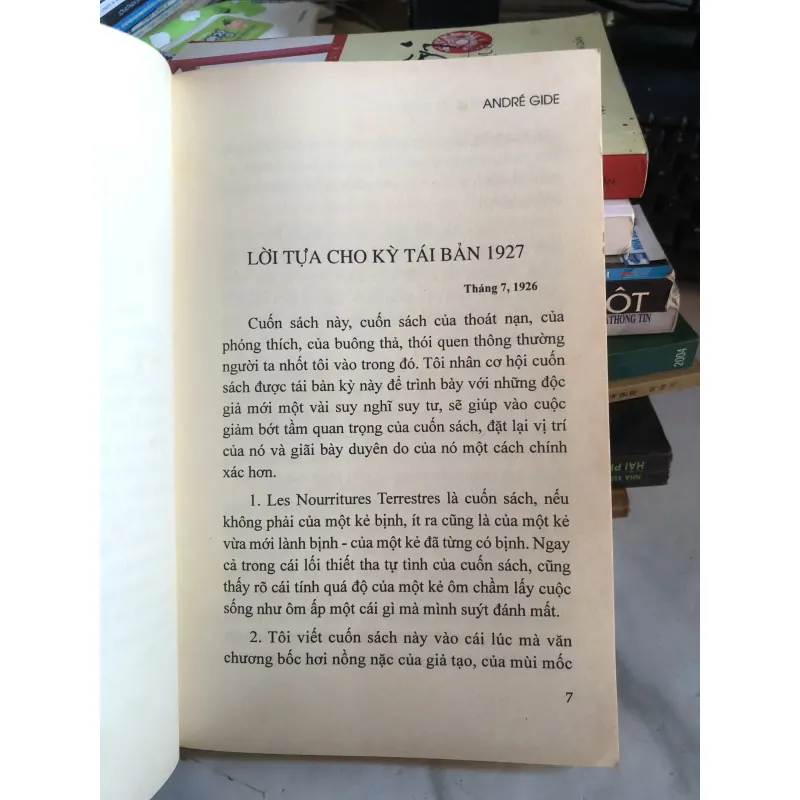 ANDRÉ GIDE
LỜI TỰA CHO KỲ TÁI BẢN 1927
Tháng 7, 1926
Cuốn sách này, cuốn sách của thoát nạn, của
phóng thích, của buông thả, thói quen thông thường
người ta nhốt tôi vào trong đó. Tôi nhân cơ hội cuốn
sách được tái bản kỳ này để trình bày với những độc
giả mới một vài suy nghĩ suy tư, sẽ giúp vào cuộc
giảm bớt tầm quan trọng của cuốn sách, đặt lại vị trí
của nó và giãi bày duyên do của nó một cách chính
xác hơn.
1. Les Nourritures Terrestres là cuốn sách, nếu
không phải của một kẻ bịnh, ít ra cũng là của một kẻ
vừa mới lành bịnh - của một kẻ đã từng có bịnh. Ngay
cả trong cái lối thiết tha tự tình của cuốn sách, cũng
thấy rõ cái tính quá độ của một kẻ ôm chầm lấy cuộc
sống như ôm ấp một cái gì mà mình suýt đánh mất.
2. Tôi viết cuốn sách này vào cái lúc mà văn
chương bốc hơi nồng nặc của giả tạo, của mùi mốc
7
ỘT
THÔNG TIN
2004
NHÀ XU
HẢI P